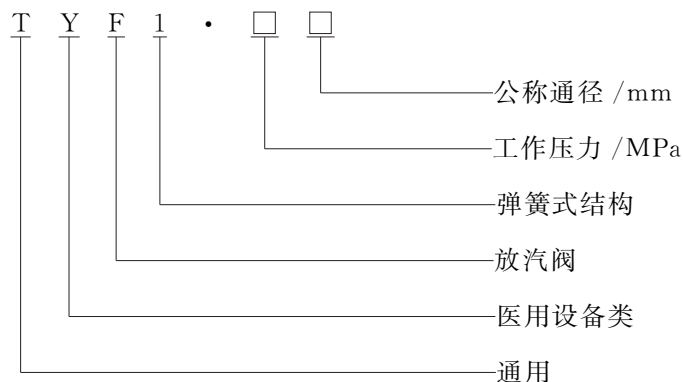 T Y F 1 · □ □
公称通径 /mm
工作压力 /MPa
弹簧式结构
放汽阀
医用设备类
通用